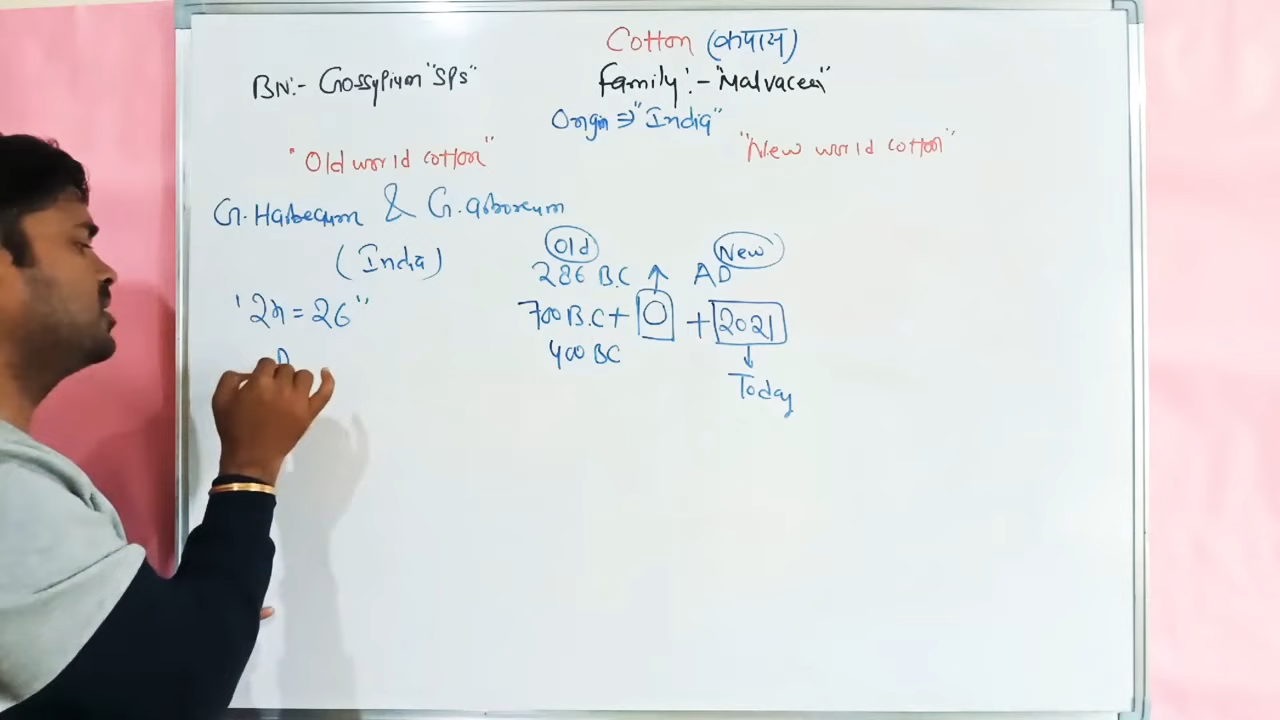 Cotton (कपास)
BN:- Gossypium "SPs"
Family:- "Malvaceae"
Origin ⇒ "India"
"Old world cotton"
"New world cotton"
G. Harbecium & G. arboreum
(India)
Old
New
286 B.C ↑ AD
'2n = 26"
700 B.C + 0 + 2021
400 BC
Today